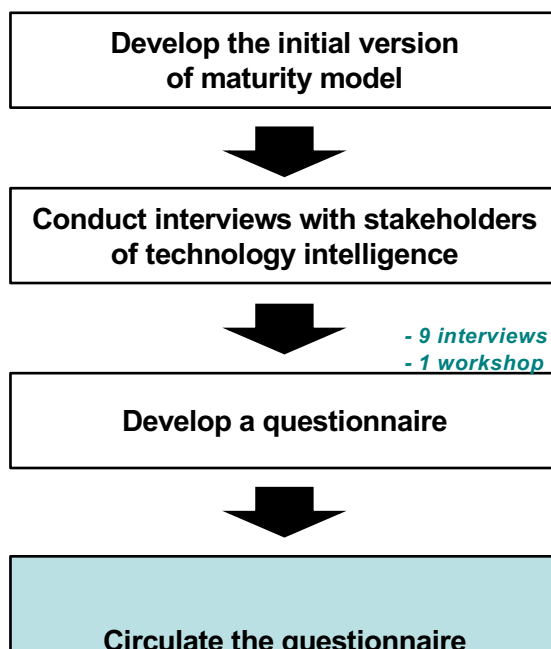 Develop the initial version
of maturity model
Conduct interviews with stakeholders
of technology intelligence
- 9 interviews
- 1 workshop
Develop a questionnaire
Circulate the questionnaire